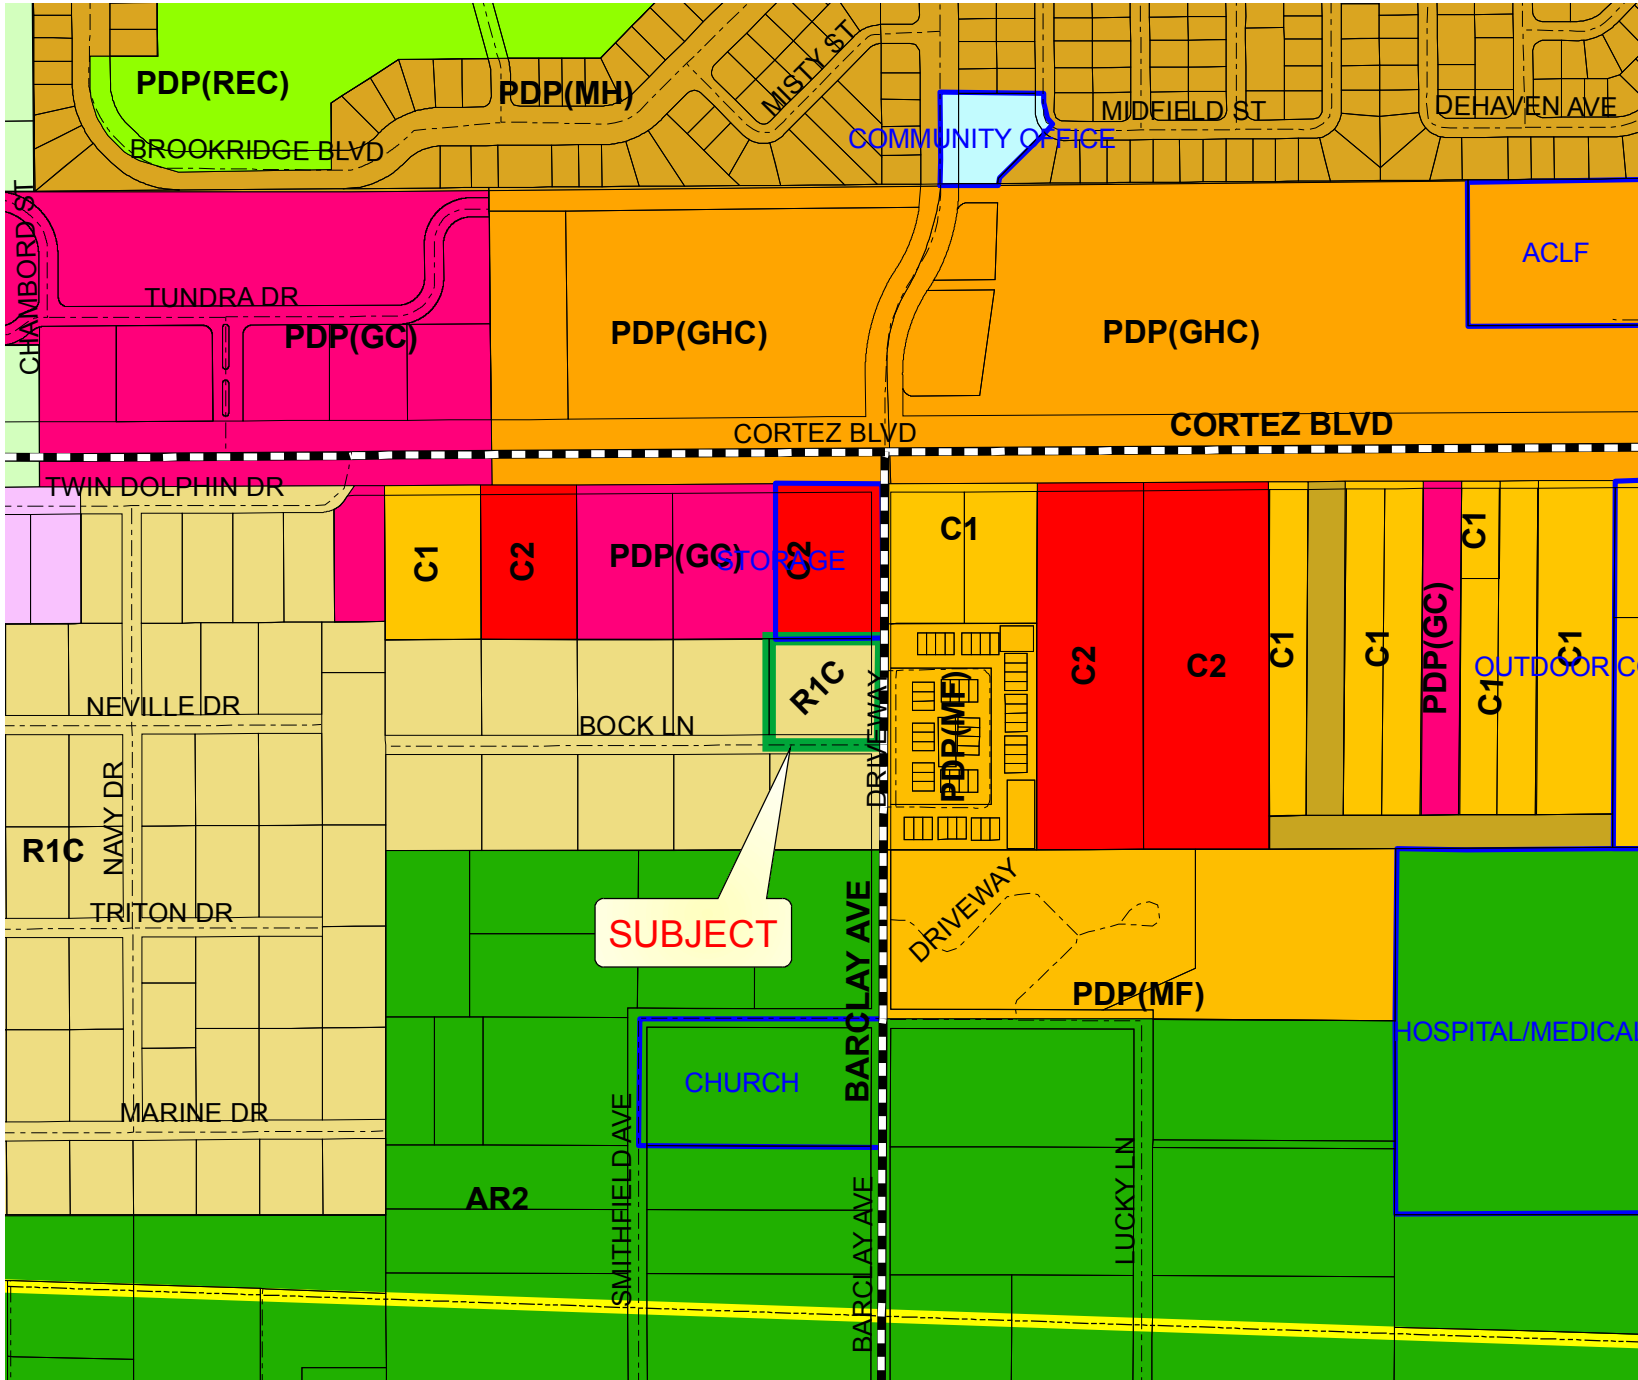 MISTY ST
PDP(REC)
PDP(MH)
MIDFIELD ST
DEHAVEN AVE
COMMUNITY OFFICE
BROOKRIDGE BLVD
CHAMBORD ST
ACLF
TUNDRA DR
PDP(GC)
PDP(GHC)
PDP(GHC)
CORTEZ BLVD
CORTEZ BLVD
TWIN DOLPHIN DR
C1
C2
PDP(GC)
STORAGE
C2
C1
C1
C2
C2
C1
C1
PDP(GC)
C1
C1
OUTDOOR C
R1C
DRIVEWAY
PDP(MF)
NEVILLE DR
BOCK LN
NAVY DR
R1C
TRITON DR
SUBJECT
BARCLAY AVE
DRIVEWAY
PDP(MF)
HOSPITAL/MEDICAL
CHURCH
MARINE DR
SMITHFIELD AVE
AR2
LUCKY LN
BARCLAY AVE